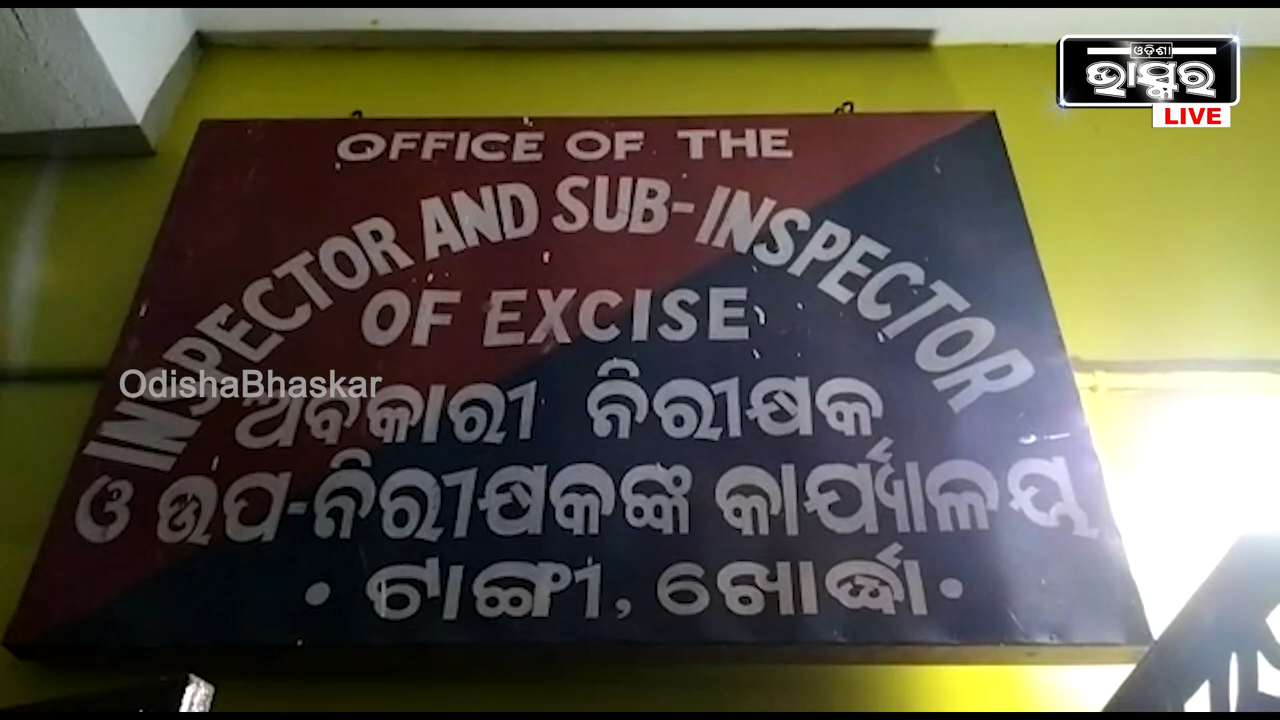 ଓଡ଼ିଶା
ଭାସ୍କର
LIVE
OFFICE OF THE
INSPECTOR AND SUB-INSPECTOR
OF EXCISE
OdishaBhaskar
ଅବକାରୀ ନିରୀକ୍ଷକ
ଓ ଉପ-ନିରୀକ୍ଷକଙ୍କ କାର୍ଯ୍ୟାଳୟ
• ଟାଙ୍ଗୀ, ଖୋର୍ଦ୍ଧା •